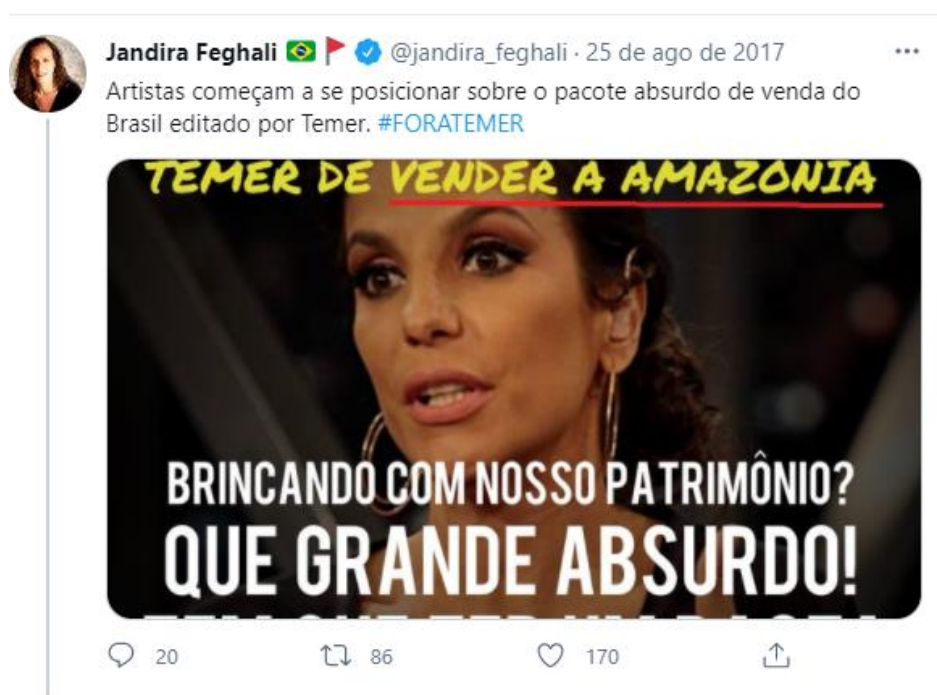 Jandira Feghali @jandira_feghali · 25 de ago de 2017
Artistas começam a se posicionar sobre o pacote absurdo de venda do
Brasil editado por Temer. #FORATEMER
TEMER DE VENDER A AMAZONIA
BRINCANDO COM NOSSO PATRIMÔNIO?
QUE GRANDE ABSURDO!
20 86 170